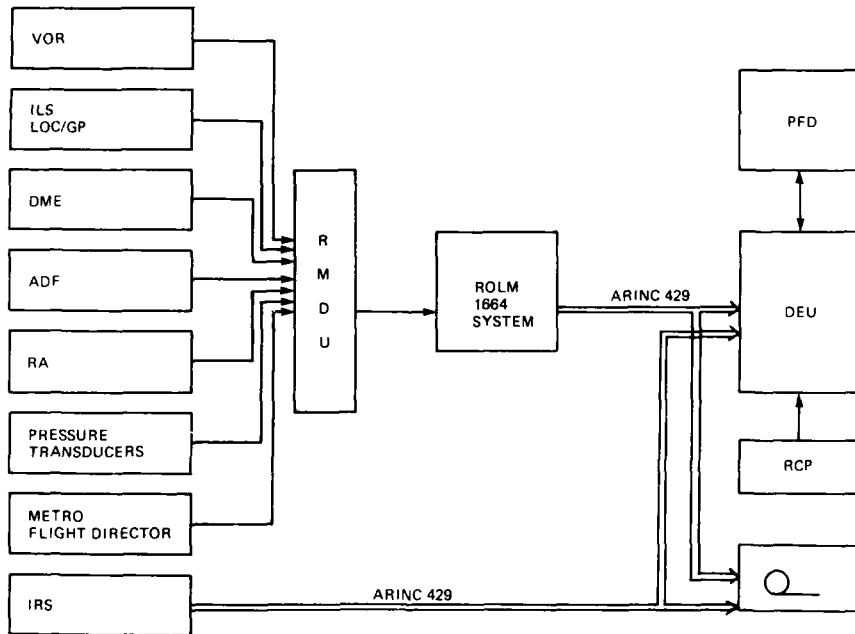 VOR
ILS
LOC/GP
DME
ADF
RA
PRESSURE
TRANSDUCERS
METRO
FLIGHT DIRECTOR
IRS
R
M
D
U
ROLM
1664
SYSTEM
ARINC 429
ARINC 429
PFD
DEU
RCP